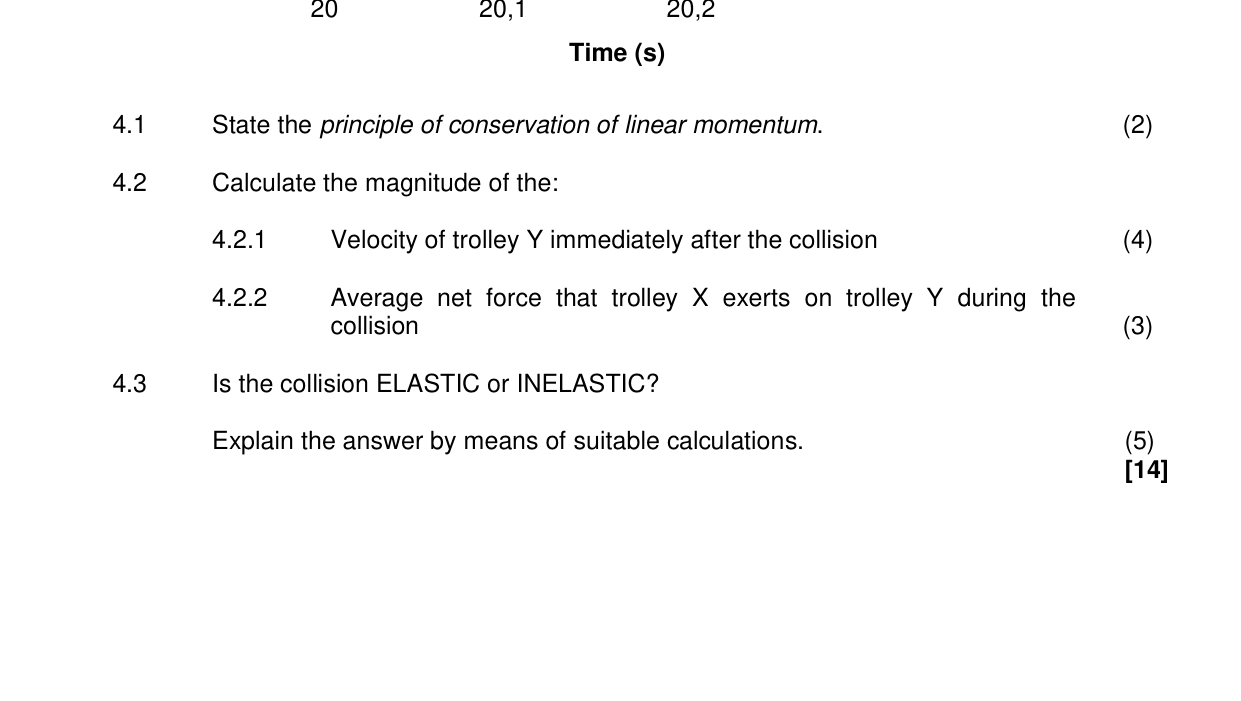 20 20,1 20,2
Time (s)
4.1 State the principle of conservation of linear momentum. (2)
4.2 Calculate the magnitude of the:
4.2.1 Velocity of trolley Y immediately after the collision (4)
4.2.2 Average net force that trolley X exerts on trolley Y during the
collision (3)
4.3 Is the collision ELASTIC or INELASTIC?
Explain the answer by means of suitable calculations. (5)
[14]